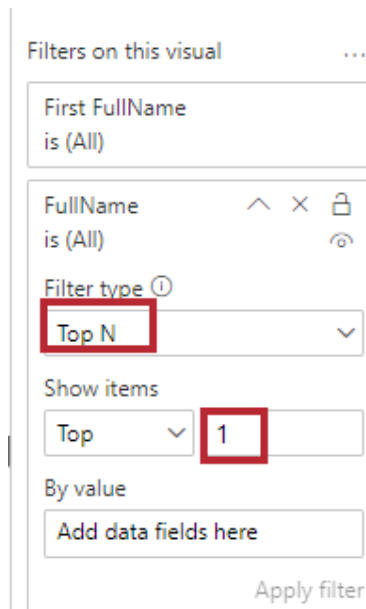 Filters on this visual ...
First FullName
is (All)
FullName
is (All)
Filter type
Top N
Show items
Top 1
By value
Add data fields here
Apply filter